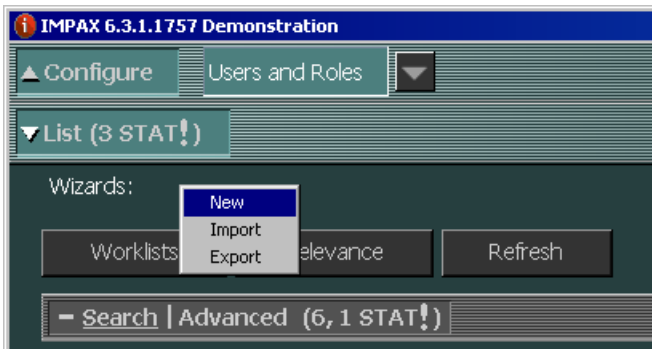 IMPAX 6.3.1.1757 Demonstration
Configure Users and Roles
List (3 STAT!)
Wizards:
New
Import
Export
Worklists elevance Refresh
Search | Advanced (6, 1 STAT!)